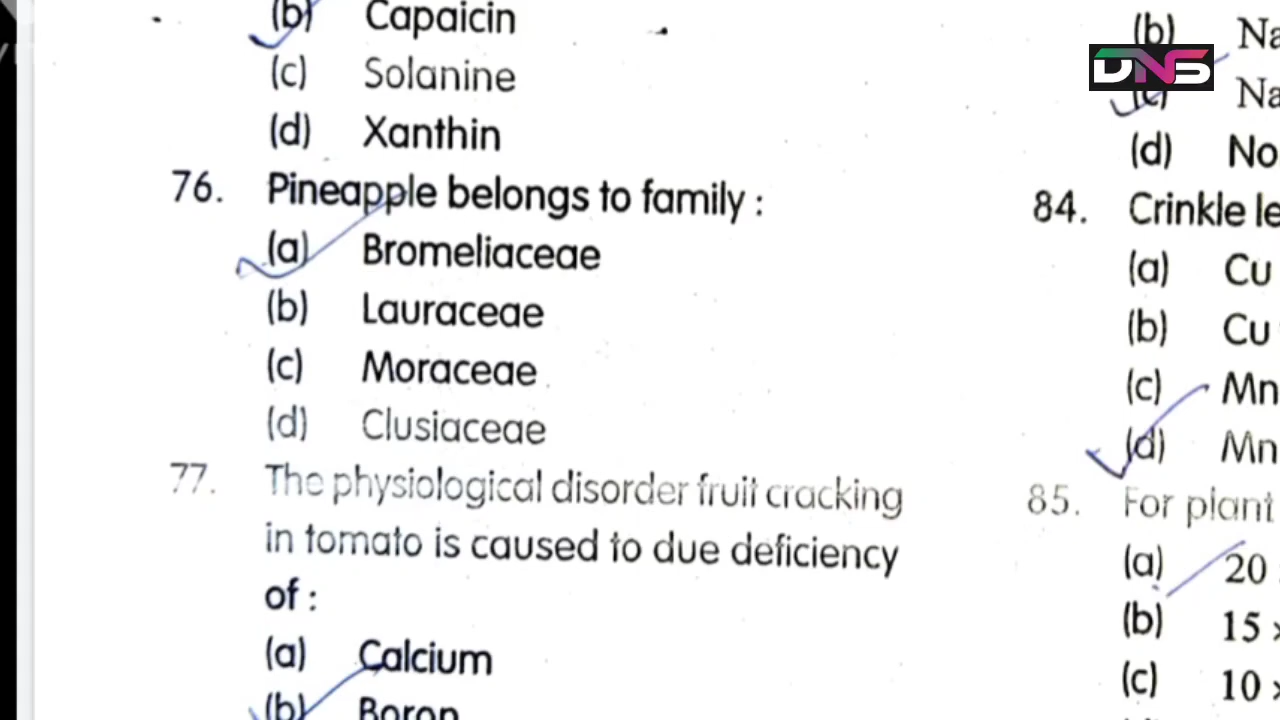 (b) Capaicin
(c) Solanine
(d) Xanthin
76. Pineapple belongs to family :
(a) Bromeliaceae
(b) Lauraceae
(c) Moraceae
(d) Clusiaceae
77. The physiological disorder fruit cracking
in tomato is caused to due deficiency
of :
(a) Calcium
(b) Boron
(b) Na
DNS
(c) Na
(d) No
84. Crinkle le
(a) Cu
(b) Cu
(c) Mn
(d) Mn
85. For plant
(a) 20
(b) 15 ×
(c) 10 ×